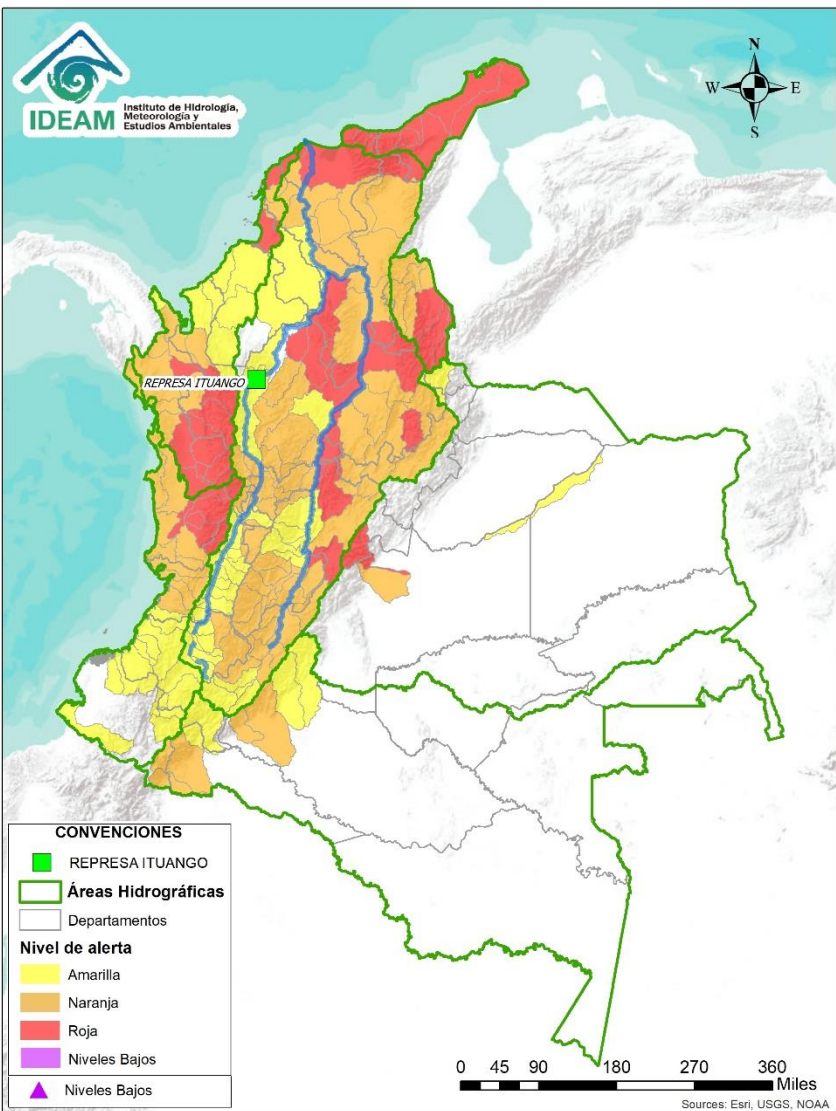 IDEAM
Instituto de Hidrología,
Meteorología y
Estudios Ambientales
N
W
E
S
REPRESA ITUANGO
CONVENCIONES
REPRESA ITUANGO
Áreas Hidrográficas
Departamentos
Nivel de alerta
Amarilla
Naranja
Roja
Niveles Bajos
Niveles Bajos
0 45 90 180 270 360
Miles
Sources: Esri, USGS, NOAA